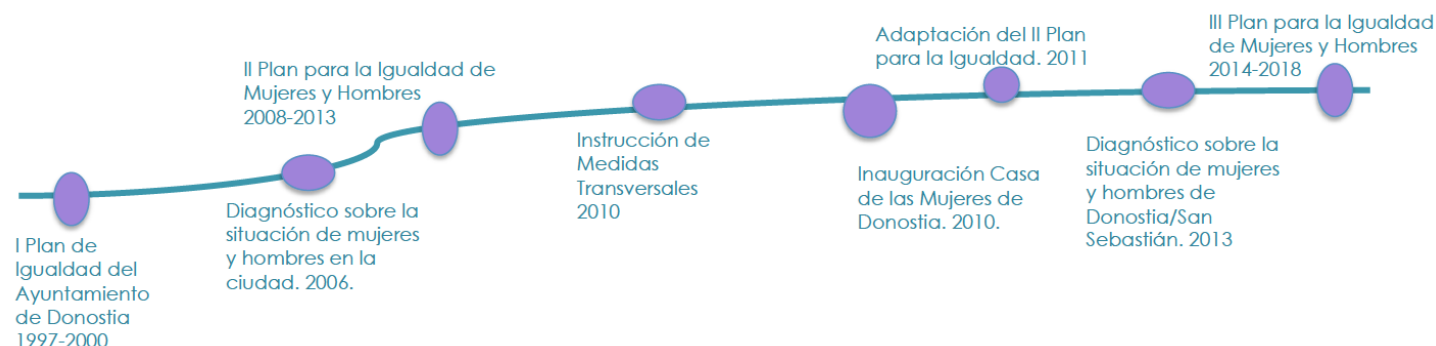 I Plan de
Igualdad del
Ayuntamiento
de Donostia
1997-2000
Diagnóstico sobre la
situación de mujeres
y hombres en la
ciudad. 2006.
II Plan para la Igualdad de
Mujeres y Hombres
2008-2013
Instrucción de
Medidas
Transversales
2010
Inauguración Casa
de las Mujeres de
Donostia. 2010.
Adaptación del II Plan
para la Igualdad. 2011
Diagnóstico sobre la
situación de mujeres
y hombres de
Donostia/San
Sebastián. 2013
III Plan para la Igualdad
de Mujeres y Hombres
2014-2018